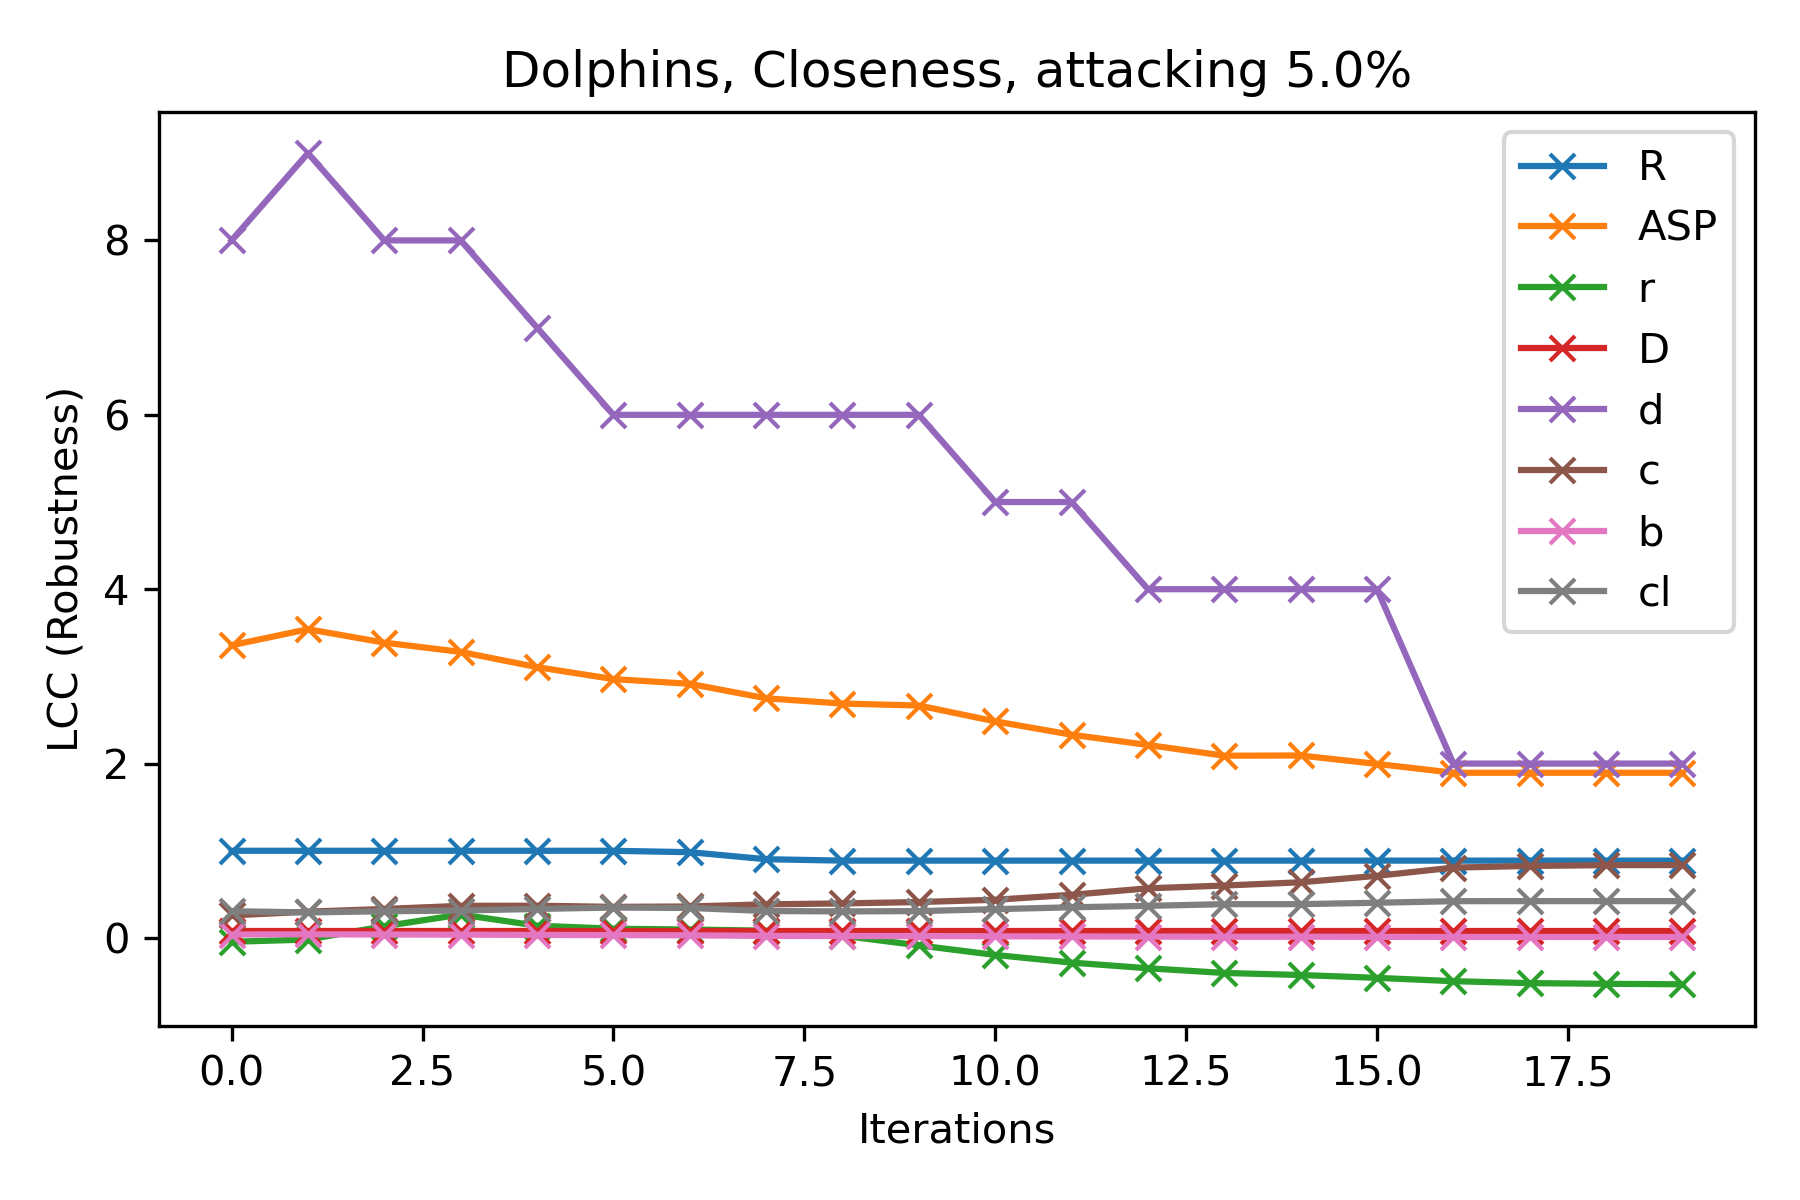 Dolphins, Closeness, attacking 5.0%
LCC (Robustness)
8
6
4
2
0
R
ASP
r
D
d
c
b
cl
0.0 2.5 5.0 7.5 10.0 12.5 15.0 17.5
Iterations